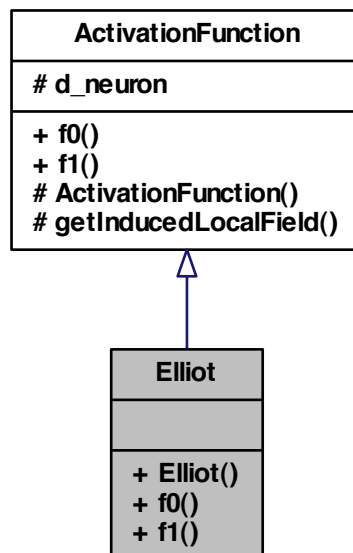 ActivationFunction
# d_neuron
+ f0()
+ f1()
# ActivationFunction()
# getInducedLocalField()
Elliot
+ Elliot()
+ f0()
+ f1()